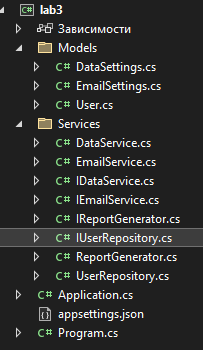 lab3
Зависимости
Models
C# DataSettings.cs
C# EmailSettings.cs
C# User.cs
Services
C# DataService.cs
C# EmailService.cs
C# IDataService.cs
C# IEmailService.cs
C# IReportGenerator.cs
C# IUserRepository.cs
C# ReportGenerator.cs
C# UserRepository.cs
C# Application.cs
appsettings.json
C# Program.cs